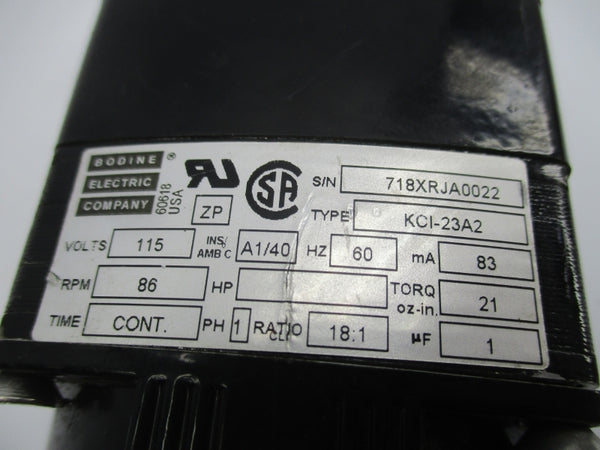 BODINE ®
ELECTRIC
COMPANY
60618
USA
ZP
S/N 718XRJA0022
TYPE KCI-23A2
VOLTS 115 INS. AMB C A1/40 HZ 60 mA 83
RPM 86 HP TORQ oz-in. 21
TIME CONT. PH 1 RATIO 18:1 µF 1